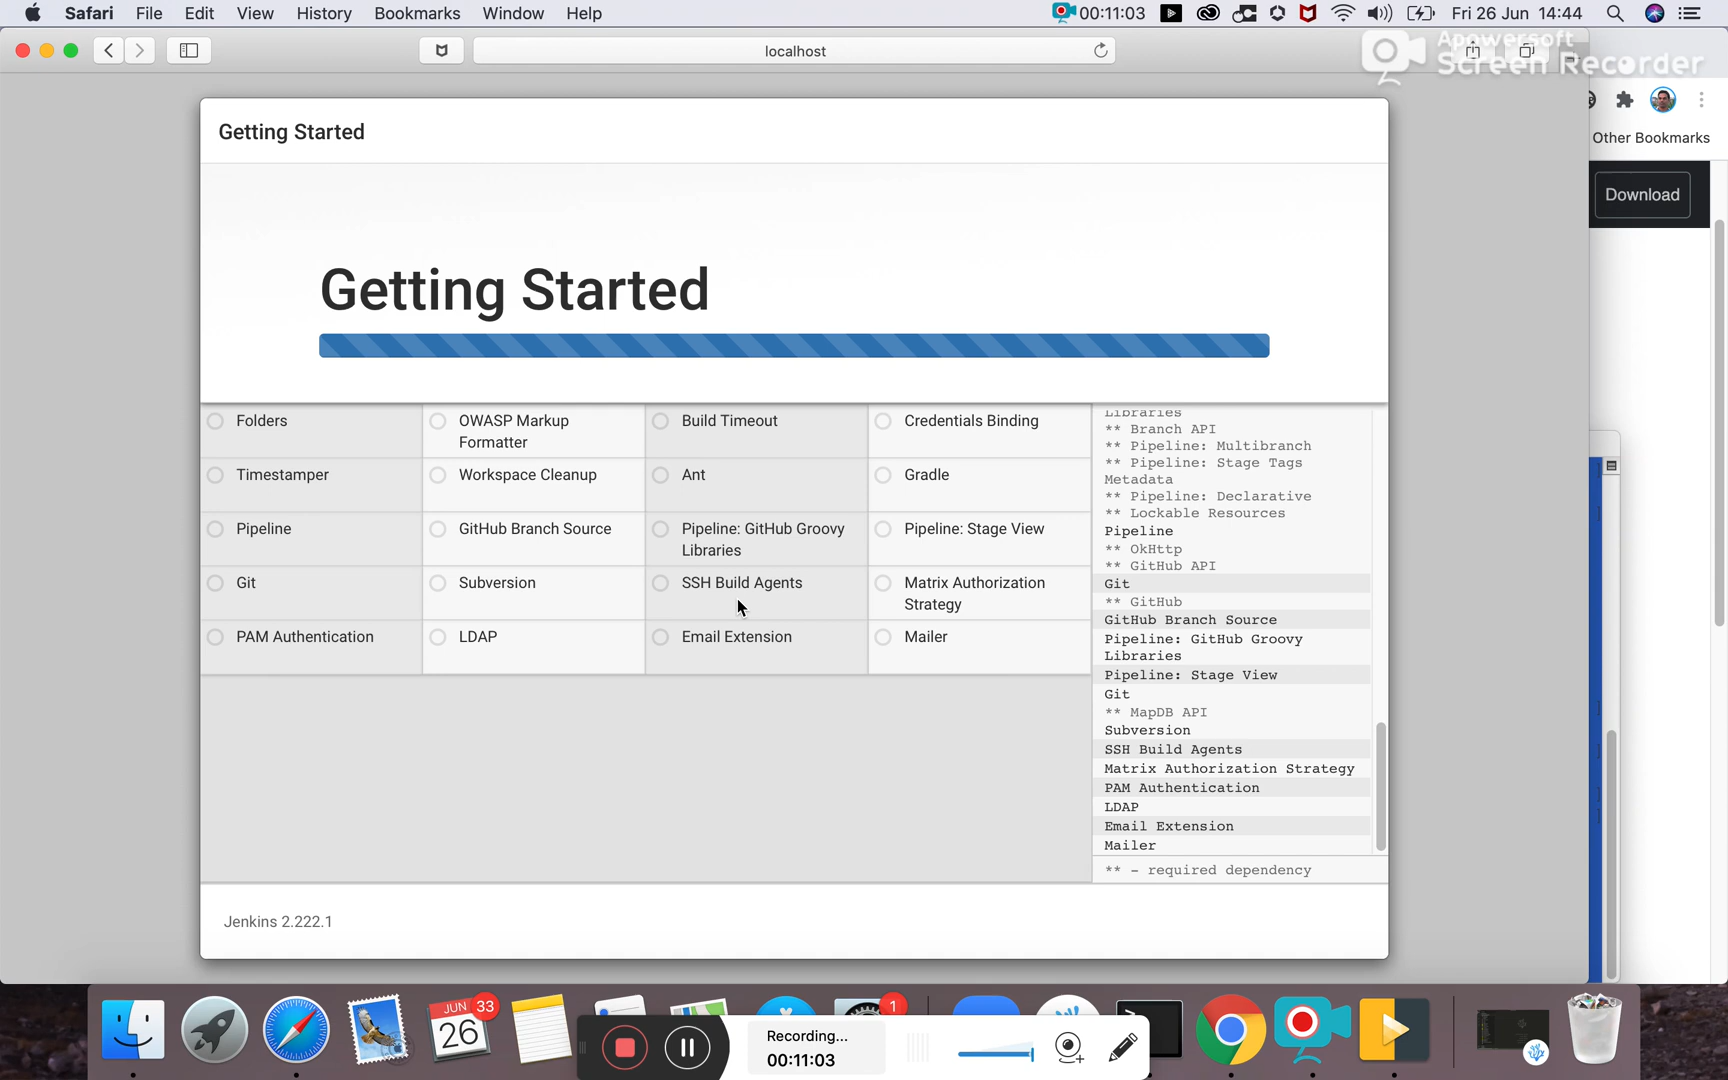 Safari File Edit View History Bookmarks Window Help 00:11:03 Fri 26 Jun 14:44
Apowersoft
Screen Recorder
localhost
Other Bookmarks
Download
Getting Started
Getting Started
Folders
OWASP Markup
Formatter
Build Timeout
Credentials Binding
Timestamper
Workspace Cleanup
Ant
Gradle
Pipeline
GitHub Branch Source
Pipeline: GitHub Groovy
Libraries
Pipeline: Stage View
Git
Subversion
SSH Build Agents
Matrix Authorization
Strategy
PAM Authentication
LDAP
Email Extension
Mailer
Libraries
** Branch API
** Pipeline: Multibranch
** Pipeline: Stage Tags
Metadata
** Pipeline: Declarative
** Lockable Resources
Pipeline
** OkHttp
** GitHub API
Git
** GitHub
GitHub Branch Source
Pipeline: GitHub Groovy
Libraries
Pipeline: Stage View
Git
** MapDB API
Subversion
SSH Build Agents
Matrix Authorization Strategy
PAM Authentication
LDAP
Email Extension
Mailer
** - required dependency
Jenkins 2.222.1
JUN
26
33
1
Recording...
00:11:03